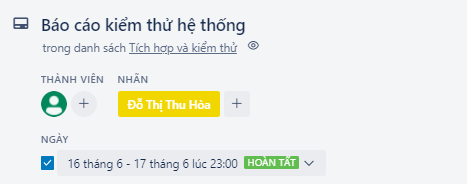 Báo cáo kiểm thử hệ thống
trong danh sách Tích hợp và kiểm thử
THÀNH VIÊN NHÃN
+ Đỗ Thị Thu Hòa +
NGÀY
16 tháng 6 - 17 tháng 6 lúc 23:00 HOÀN TẤT